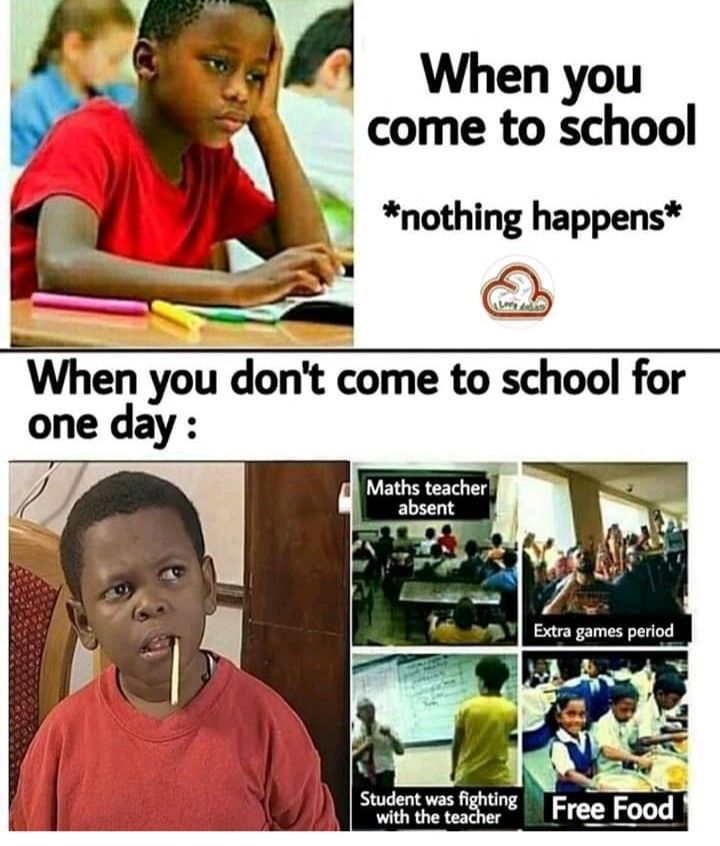 When you
come to school
*nothing happens*
When you don't come to school for
one day :
Maths teacher
absent
Extra games period
Student was fighting
with the teacher
Free Food